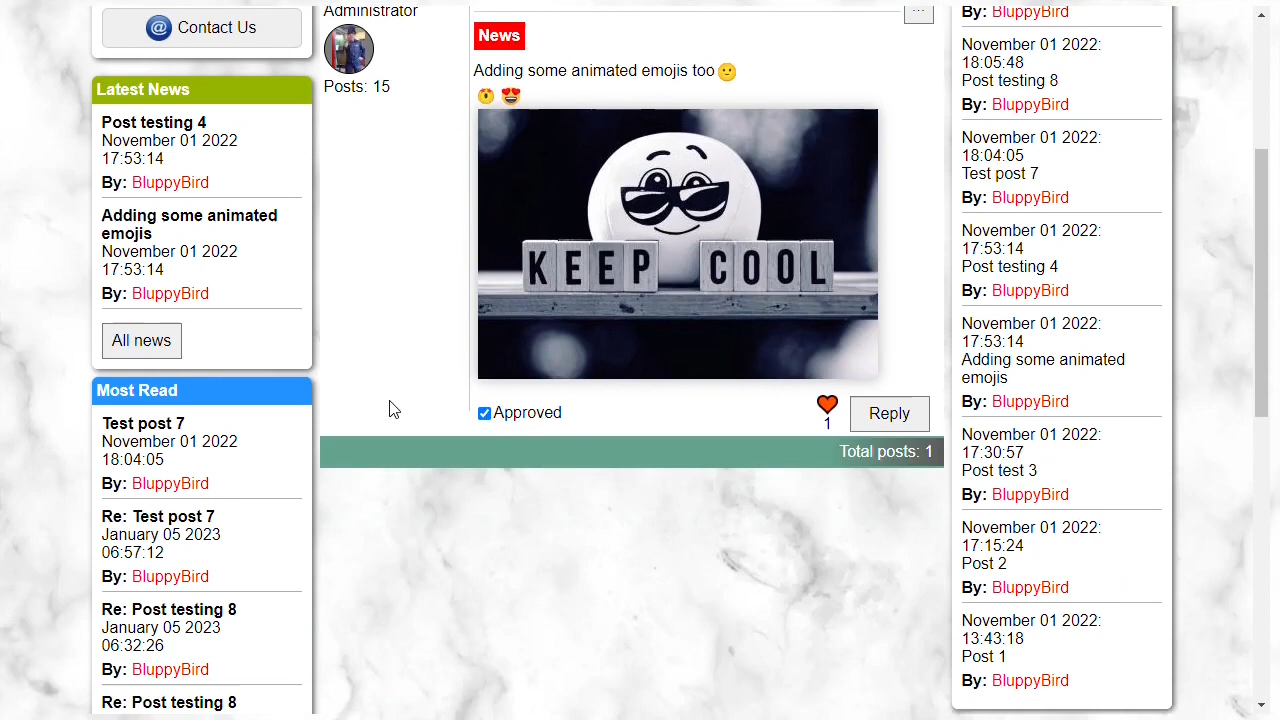 Contact Us
Latest News
Post testing 4
November 01 2022
17:53:14
By: BluppyBird
Adding some animated
emojis
November 01 2022
17:53:14
By: BluppyBird
All news
Most Read
Test post 7
November 01 2022
18:04:05
By: BluppyBird
Re: Test post 7
January 05 2023
06:57:12
By: BluppyBird
Re: Post testing 8
January 05 2023
06:32:26
By: BluppyBird
Re: Post testing 8
Administrator
Posts: 15
...
News
Adding some animated emojis too
KEEP COOL
Approved
1
Reply
Total posts: 1
By: BluppyBird
November 01 2022:
18:05:48
Post testing 8
By: BluppyBird
November 01 2022:
18:04:05
Test post 7
By: BluppyBird
November 01 2022:
17:53:14
Post testing 4
By: BluppyBird
November 01 2022:
17:53:14
Adding some animated
emojis
By: BluppyBird
November 01 2022:
17:30:57
Post test 3
By: BluppyBird
November 01 2022:
17:15:24
Post 2
By: BluppyBird
November 01 2022:
13:43:18
Post 1
By: BluppyBird